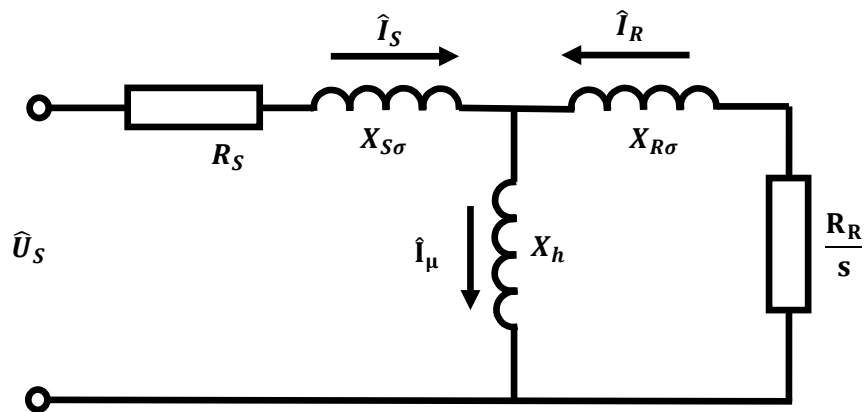 Î_S
Î_R
R_S
X_Sσ
X_Rσ
Û_S
Î_μ
X_h
R_R
s